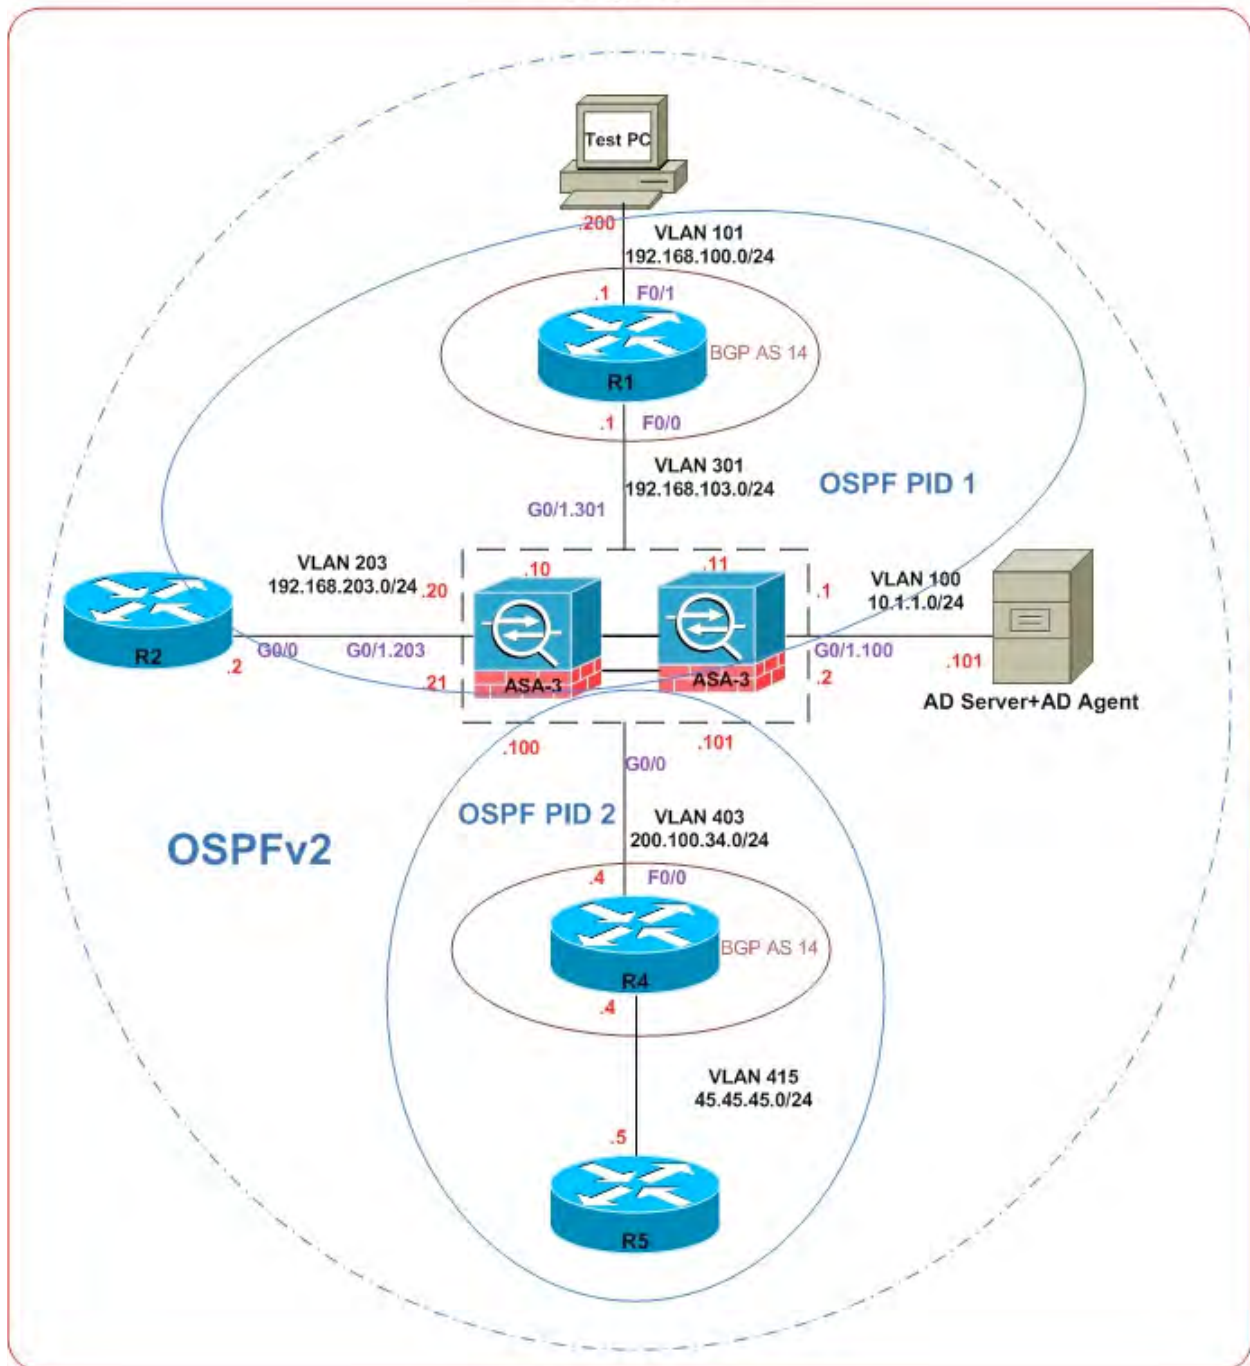 Test PC
.200
VLAN 101
192.168.100.0/24
.1
F0/1
BGP AS 14
R1
.1
F0/0
VLAN 301
192.168.103.0/24
OSPF PID 1
G0/1.301
VLAN 203
192.168.203.0/24
.20
.10
.11
.1
VLAN 100
10.1.1.0/24
R2
.2
G0/0
G0/1.203
.21
ASA-3
ASA-3
G0/1.100
.2
.101
AD Server+AD Agent
.100
.101
G0/0
OSPF PID 2
VLAN 403
200.100.34.0/24
OSPFv2
.4
F0/0
BGP AS 14
R4
.4
VLAN 415
45.45.45.0/24
.5
R5